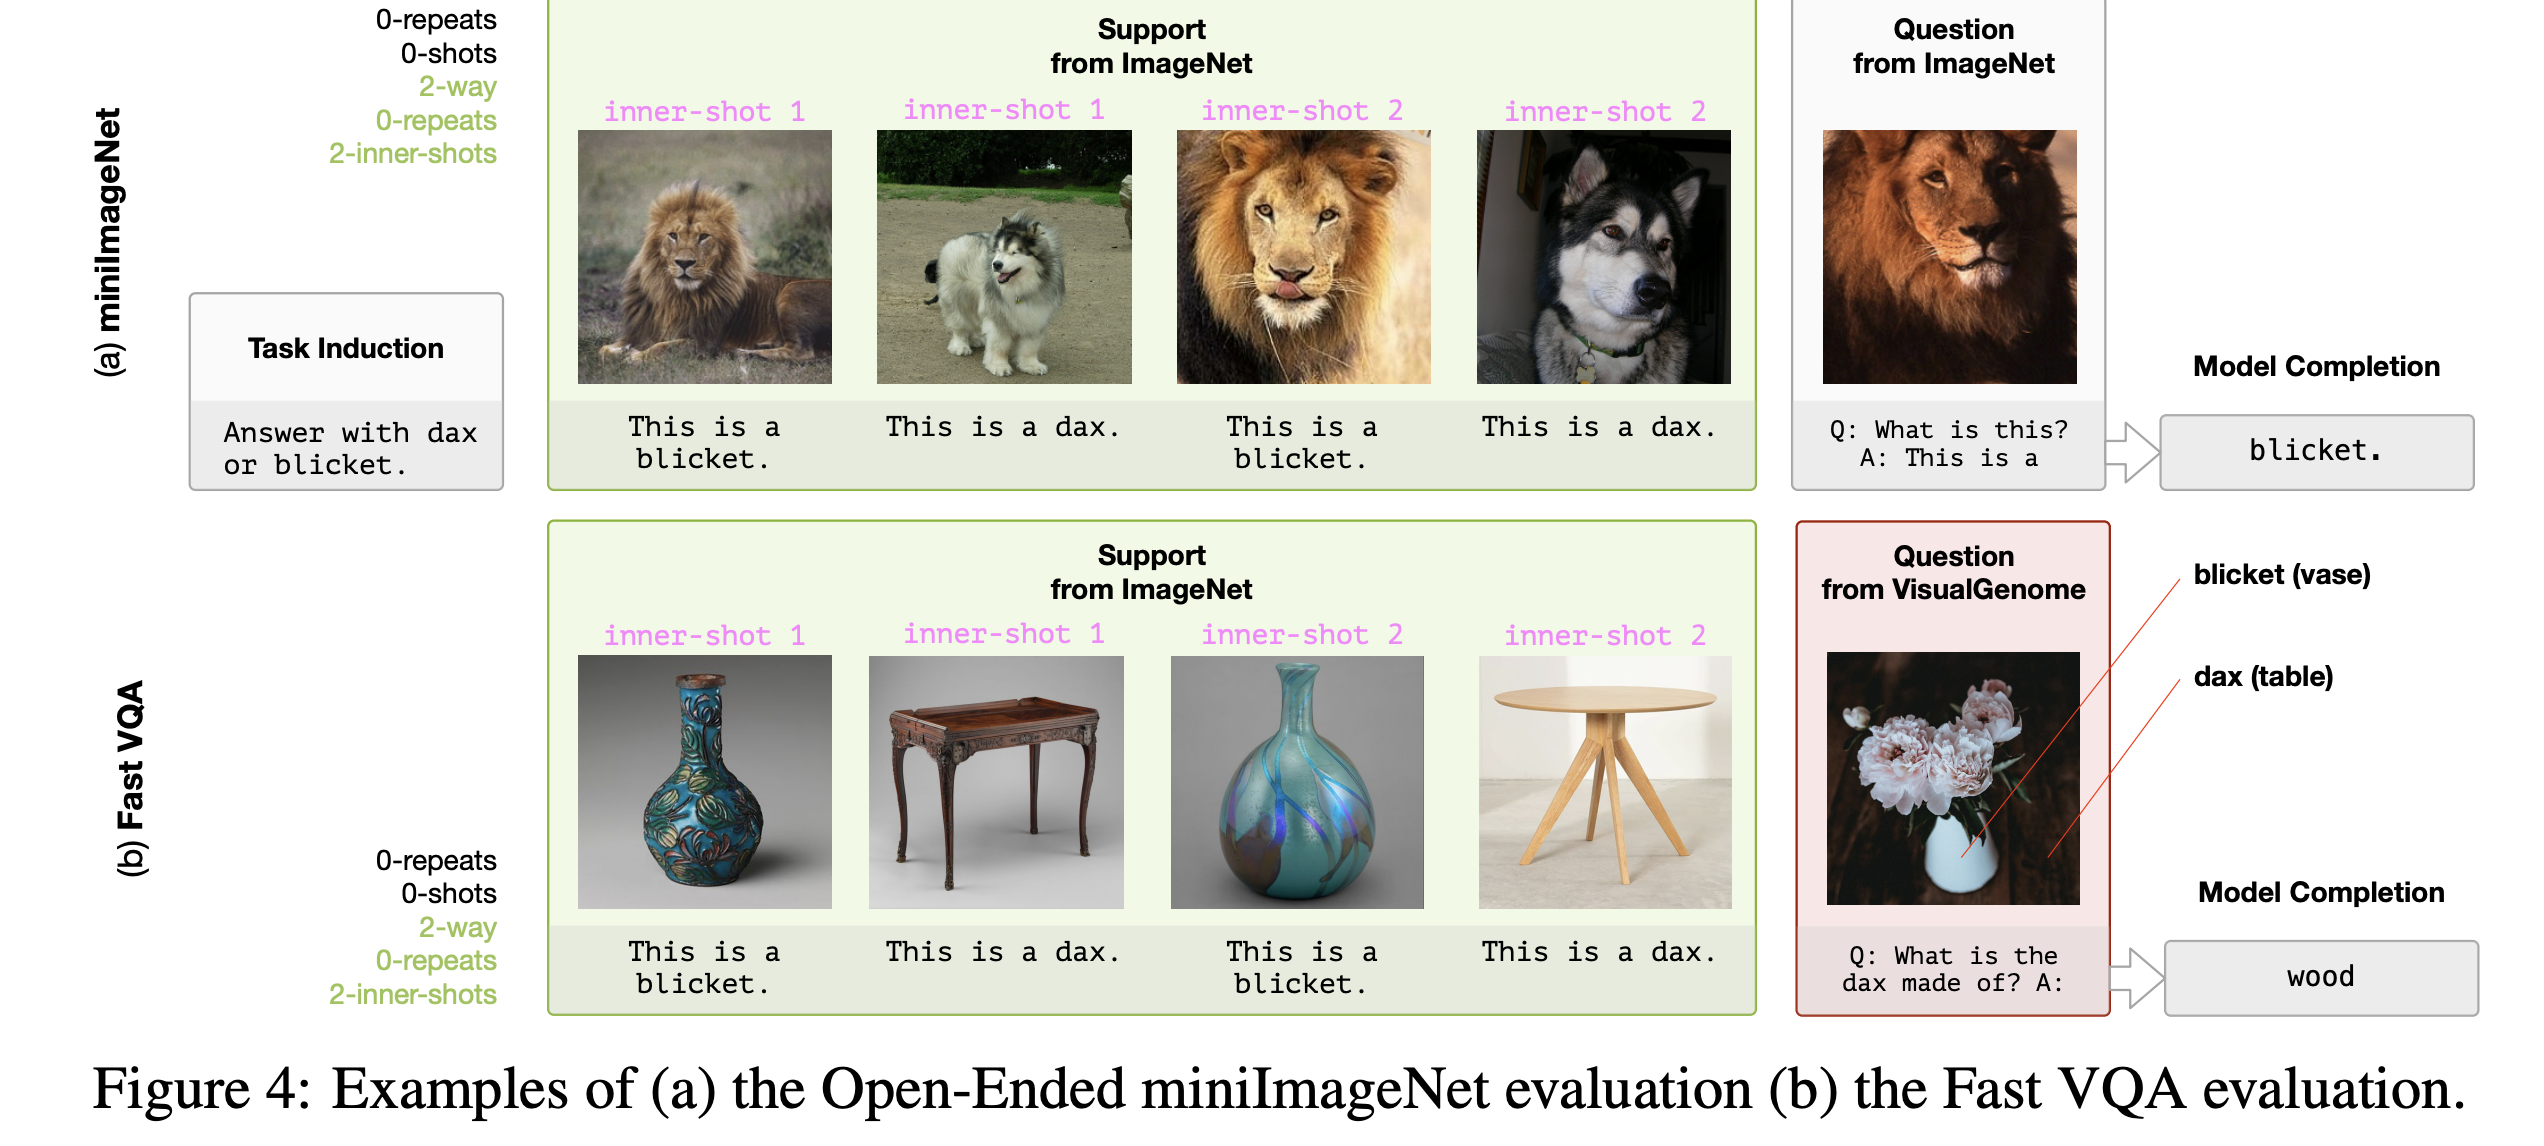 (a) miniImageNet
0-repeats
0-shots
2-way
0-repeats
2-inner-shots
Task Induction
Answer with dax
or blicket.
Support
from ImageNet
inner-shot 1
inner-shot 1
inner-shot 2
inner-shot 2
This is a
blicket.
This is a dax.
This is a
blicket.
This is a dax.
Question
from ImageNet
Q: What is this?
A: This is a
Model Completion
blicket.
(b) Fast VQA
0-repeats
0-shots
2-way
0-repeats
2-inner-shots
Support
from ImageNet
inner-shot 1
inner-shot 1
inner-shot 2
inner-shot 2
This is a
blicket.
This is a dax.
This is a
blicket.
This is a dax.
Question
from VisualGenome
blicket (vase)
dax (table)
Q: What is the
dax made of? A:
Model Completion
wood
Figure 4: Examples of (a) the Open-Ended miniImageNet evaluation (b) the Fast VQA evaluation.